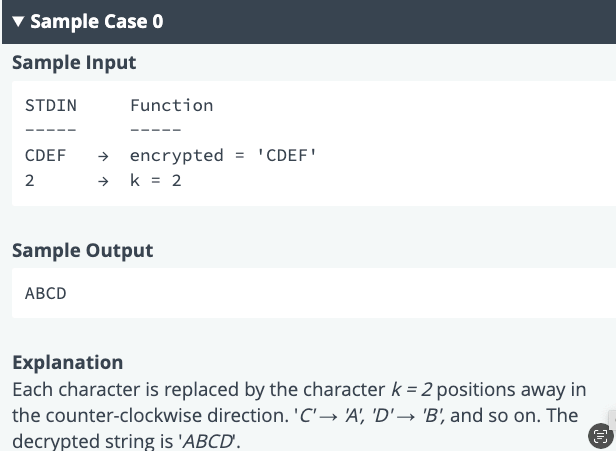 ▼ Sample Case 0
Sample Input
STDIN Function
----- -----
CDEF → encrypted = 'CDEF'
2 → k = 2
Sample Output
ABCD
Explanation
Each character is replaced by the character k = 2 positions away in
the counter-clockwise direction. 'C' → 'A', 'D' → 'B', and so on. The
decrypted string is 'ABCD'.